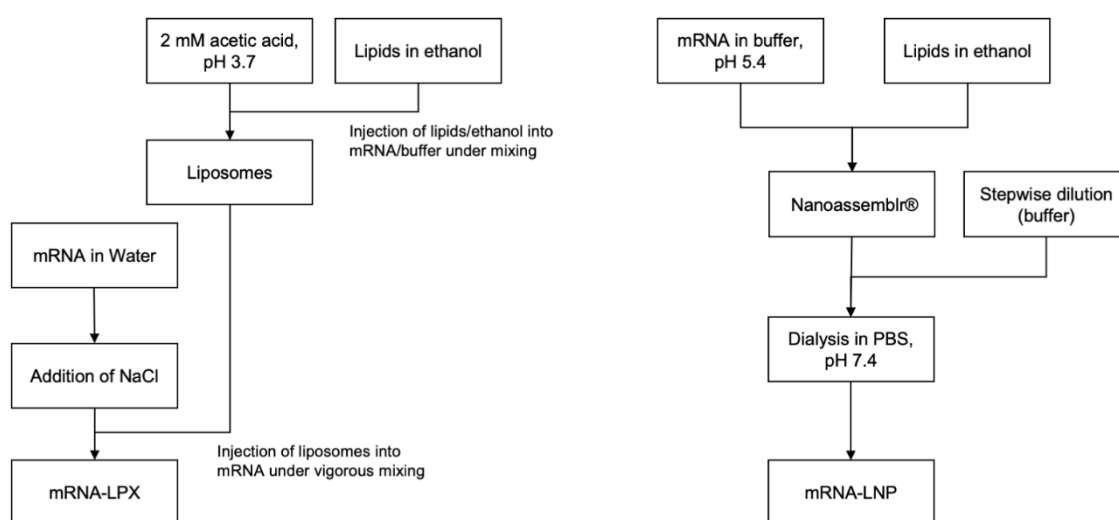 2 mM acetic acid,
pH 3.7
Lipids in ethanol
Injection of lipids/ethanol into
mRNA/buffer under mixing
Liposomes
mRNA in Water
Addition of NaCl
Injection of liposomes into
mRNA under vigorous mixing
mRNA-LPX
mRNA in buffer,
pH 5.4
Lipids in ethanol
Nanoassemblr®
Stepwise dilution
(buffer)
Dialysis in PBS,
pH 7.4
mRNA-LNP